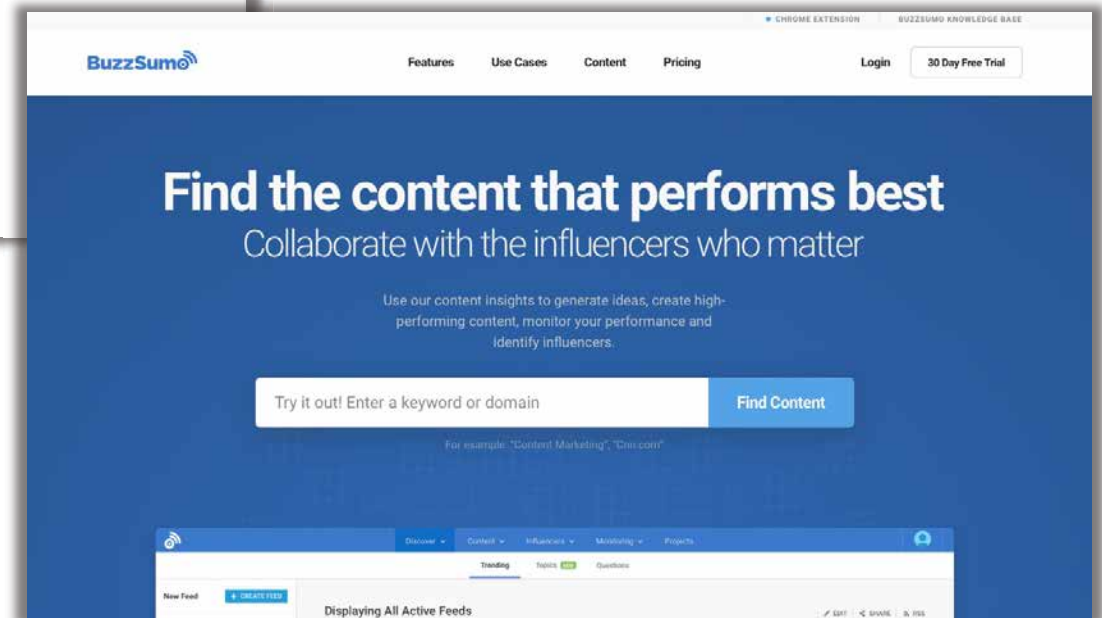 CHROME EXTENSION BUZZSUMO KNOWLEDGE BASE
BuzzSumo Features Use Cases Content Pricing Login 30 Day Free Trial
Find the content that performs best
Collaborate with the influencers who matter
Use our content insights to generate ideas, create high-
performing content, monitor your performance and
identify influencers.
Try it out! Enter a keyword or domain Find Content
For example: "Content Marketing", "Cnn.com"
Discover Content Influencers Monitoring Projects
Trending Topics NEW Questions
New Feed + CREATE FEED
Displaying All Active Feeds EDIT SHARE RSS